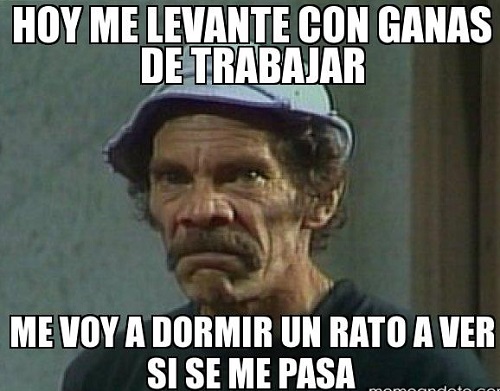 HOY ME LEVANTE CON GANAS
DE TRABAJAR
ME VOY A DORMIR UN RATO A VER
SI SE ME PASA